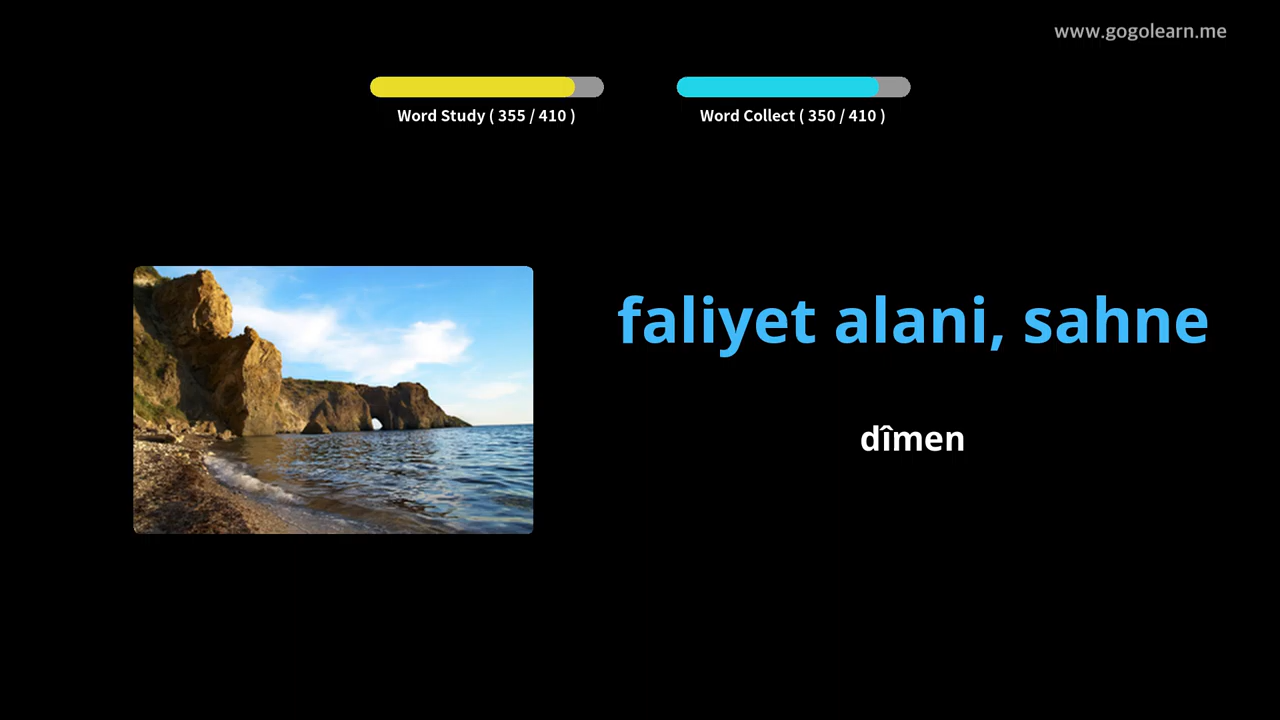 www.gogolearn.me
Word Study ( 355 / 410 )
Word Collect ( 350 / 410 )
faliyet alani, sahne
dîmen